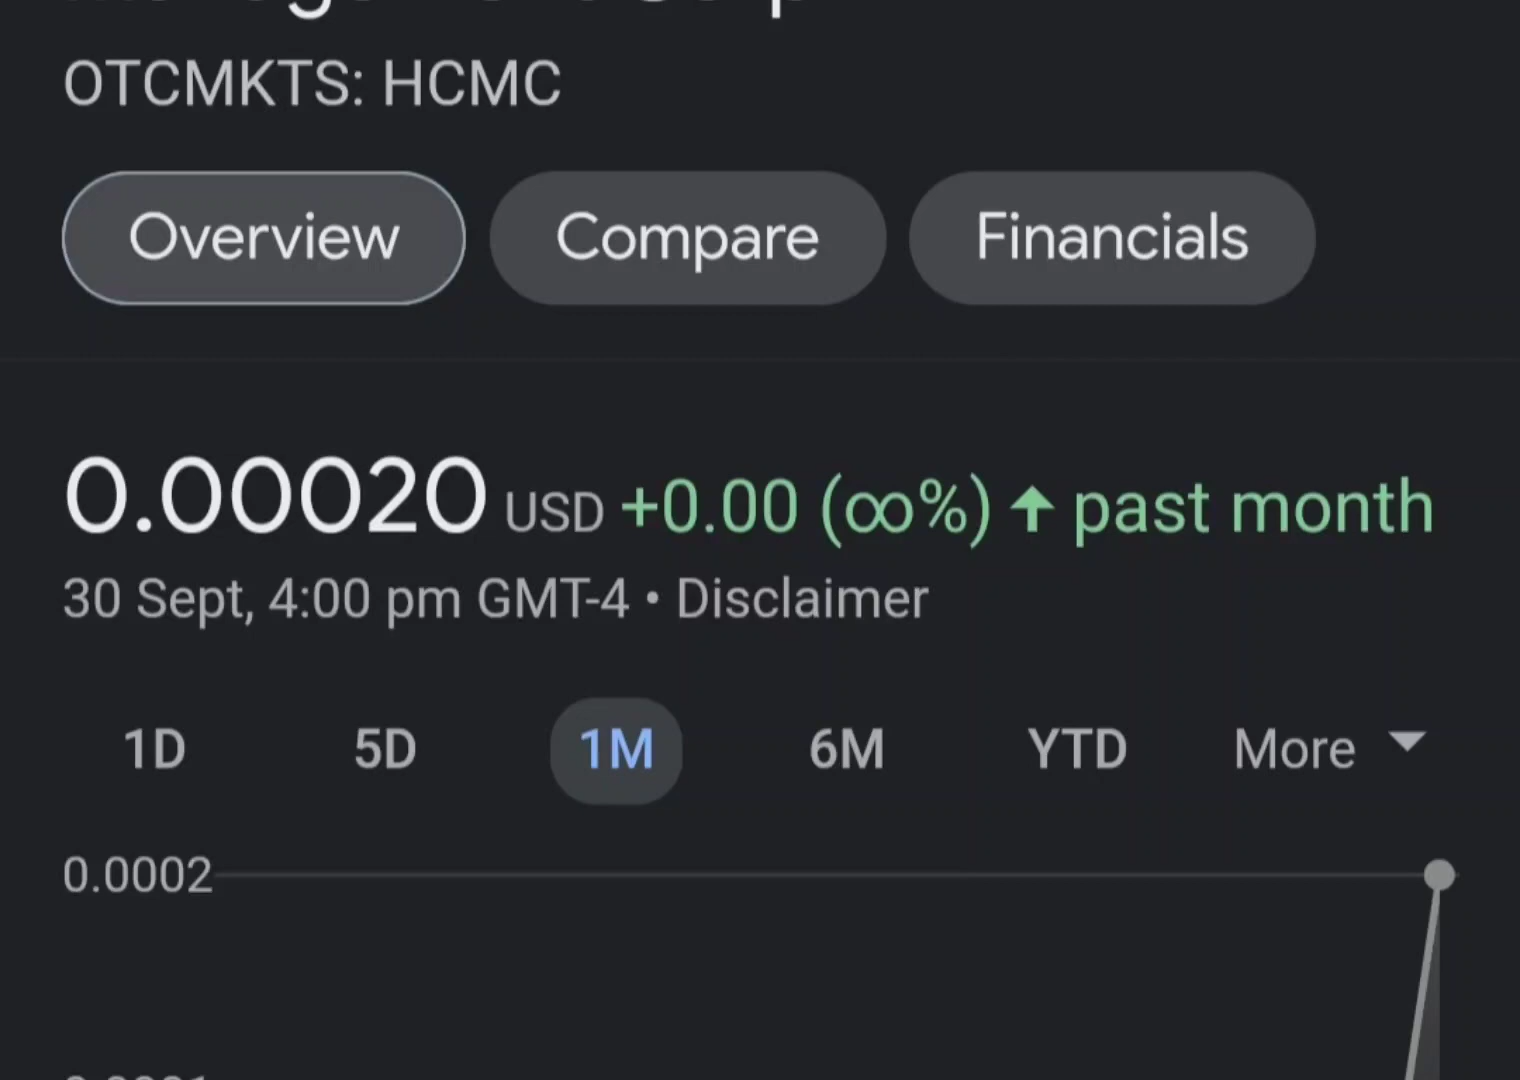 OTCMKTS: HCMC
Overview Compare Financials
0.00020 USD +0.00 (∞%) ↑ past month
30 Sept, 4:00 pm GMT-4 • Disclaimer
1D 5D 1M 6M YTD More
0.0002